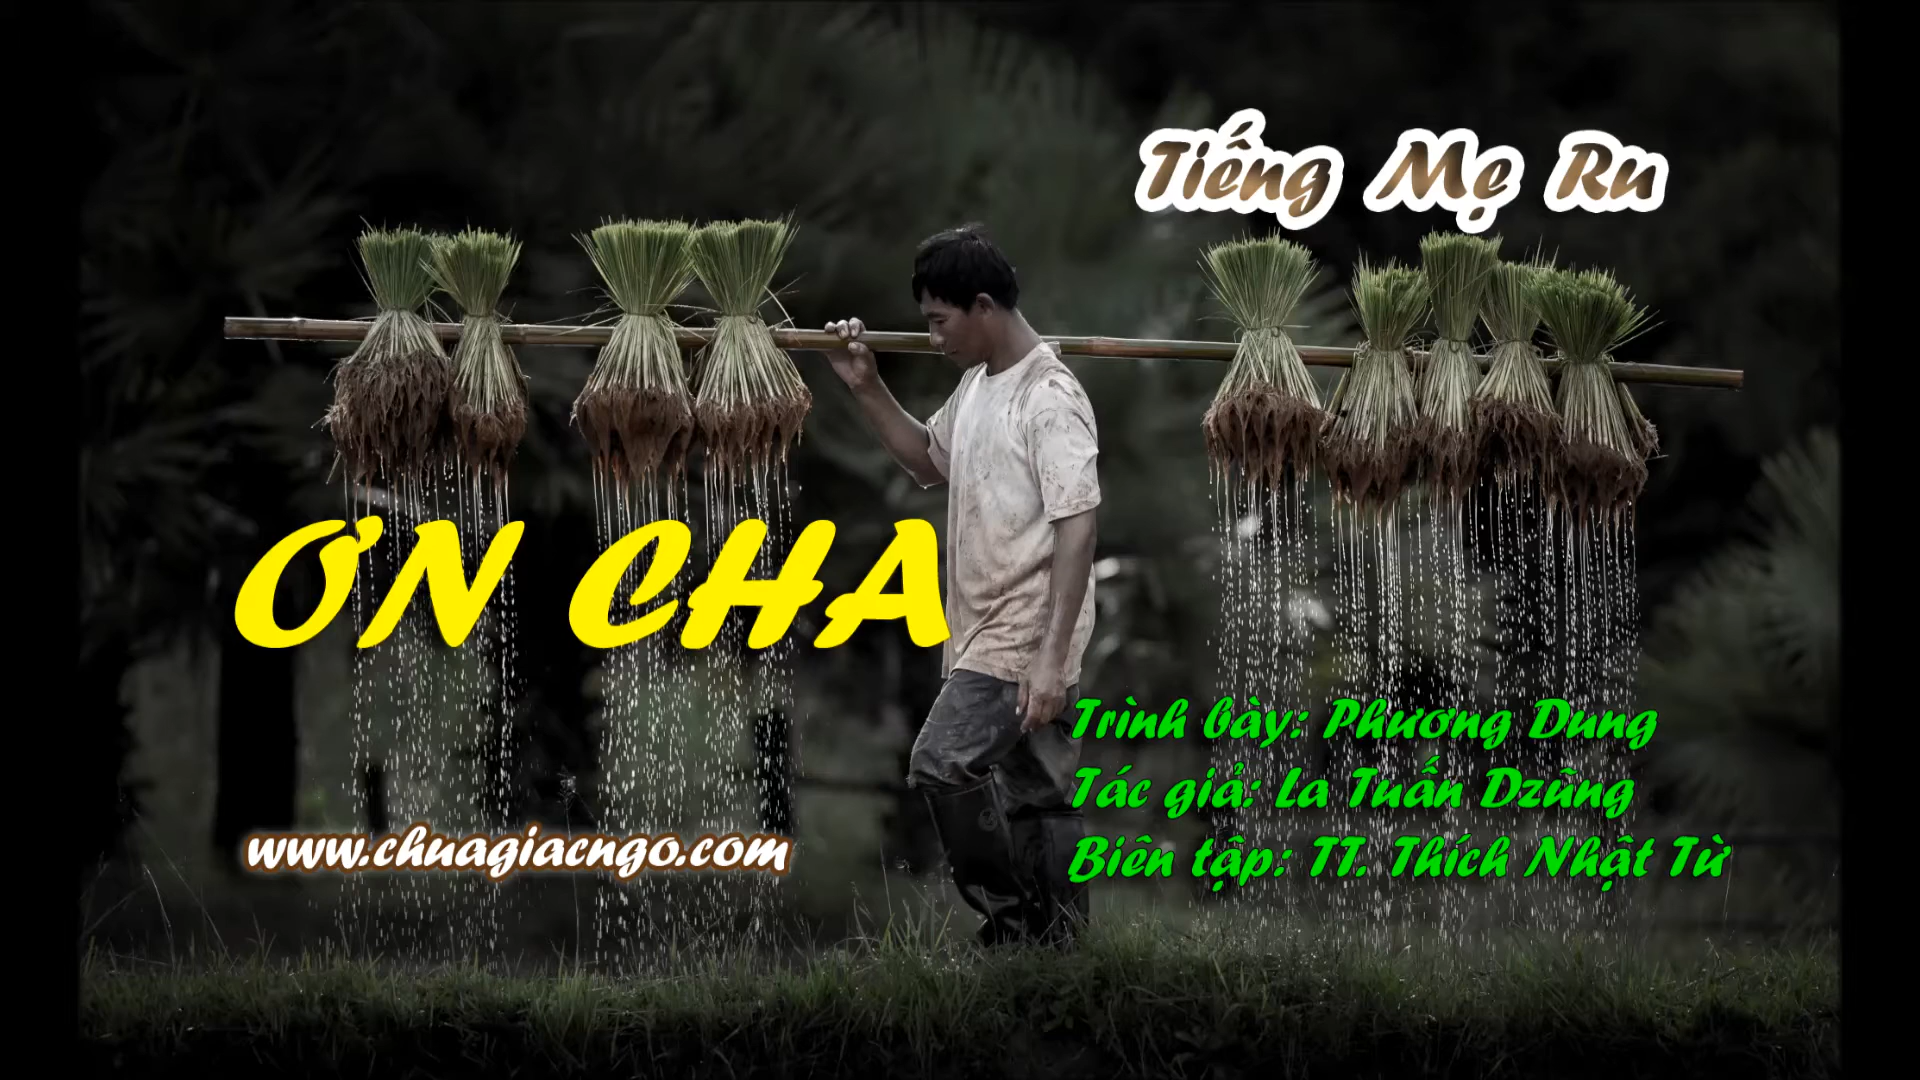 Tiếng Mẹ Ru
ƠN CHA
Trình bày: Phương Dung
Tác giả: La Tuấn Dzũng
Biên tập: TT. Thích Nhật Từ
www.chuagiacngo.com